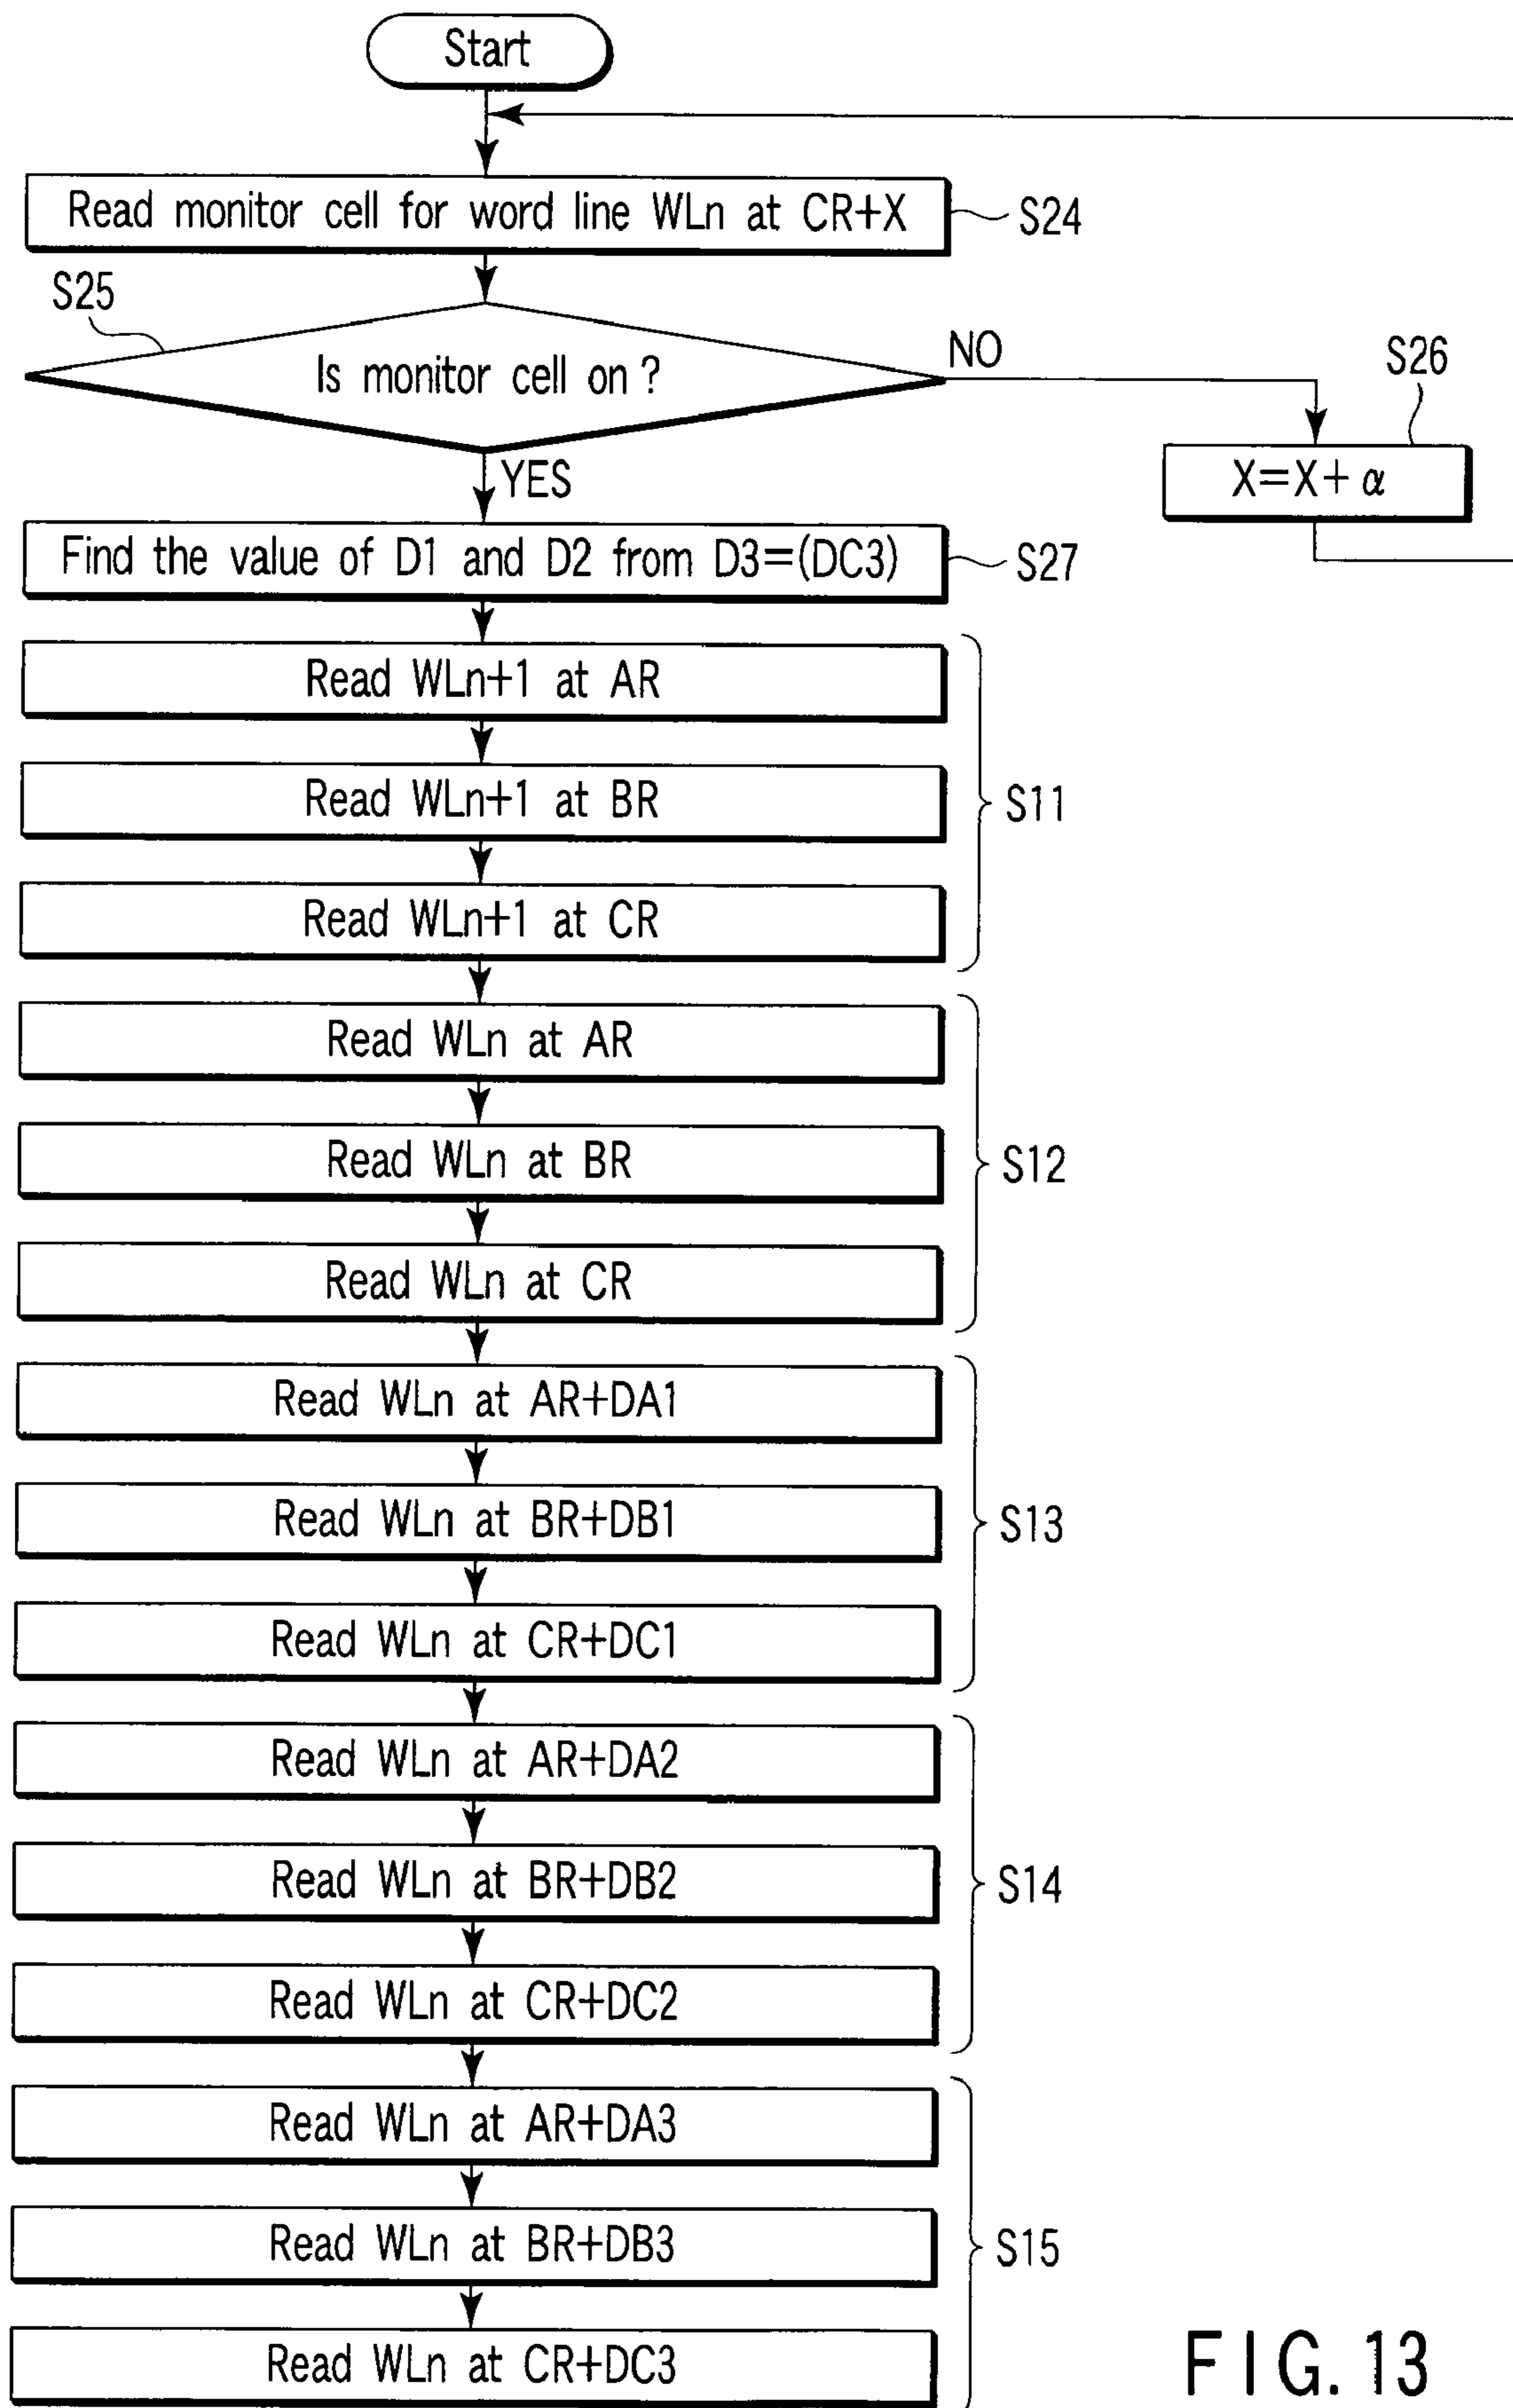 Start
Read monitor cell for word line WLn at CR+X
S24
S25
Is monitor cell on ?
NO
S26
X=X+ α
YES
Find the value of D1 and D2 from D3=(DC3)
S27
Read WLn+1 at AR
Read WLn+1 at BR
S11
Read WLn+1 at CR
Read WLn at AR
Read WLn at BR
S12
Read WLn at CR
Read WLn at AR+DA1
Read WLn at BR+DB1
S13
Read WLn at CR+DC1
Read WLn at AR+DA2
Read WLn at BR+DB2
S14
Read WLn at CR+DC2
Read WLn at AR+DA3
Read WLn at BR+DB3
S15
Read WLn at CR+DC3
FIG. 13